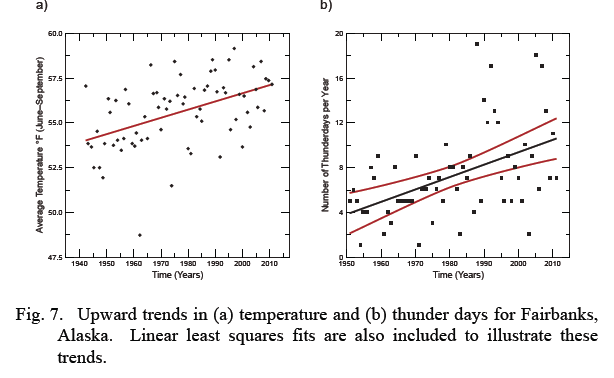 a)
b)
60.0
57.5
55.0
52.5
50.0
47.5
Average Temperature °F (June–September)
1940 1950 1960 1970 1980 1990 2000 2010
Time (Years)
20
16
12
8
4
0
Number of Thunderdays per Year
1950 1960 1970 1980 1990 2000 2010
Time (Years)
Fig. 7. Upward trends in (a) temperature and (b) thunder days for Fairbanks,
Alaska. Linear least squares fits are also included to illustrate these
trends.